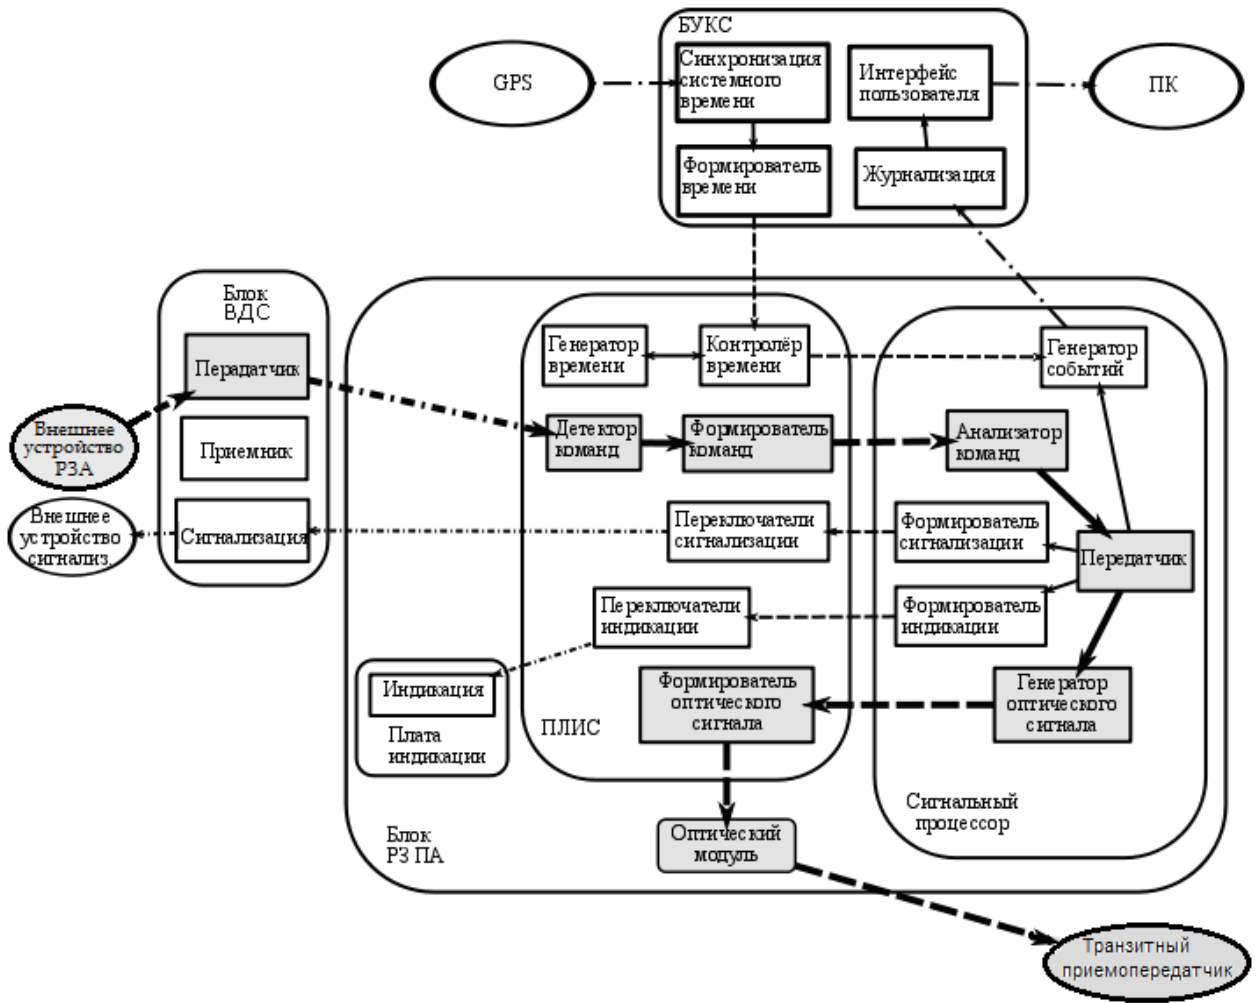 БУКС
GPS
Синхронизация
системного
времени
Интерфейс
пользователя
ПК
Формирователь
времени
Журнализация
Блок
ВДС
Перадатчик
Генератор
времени
Контролёр
времени
Генератор
событий
Внешнее
устройство
РЗА
Детектор
команд
Формирователь
команд
Анализатор
команд
Приемник
Внешнее
устройство
сигнализ.
Сигнализация
Переключатели
сигнализации
Формирователь
сигнализации
Передатчик
Переключатели
индикации
Формирователь
индикации
Индикация
Плата
индикации
ПЛИС
Формирователь
оптического
сигнала
Генератор
оптического
сигнала
Сигнальный
процессор
Блок
РЗ ПА
Оптический
модуль
Транзитный
приемопередатчик